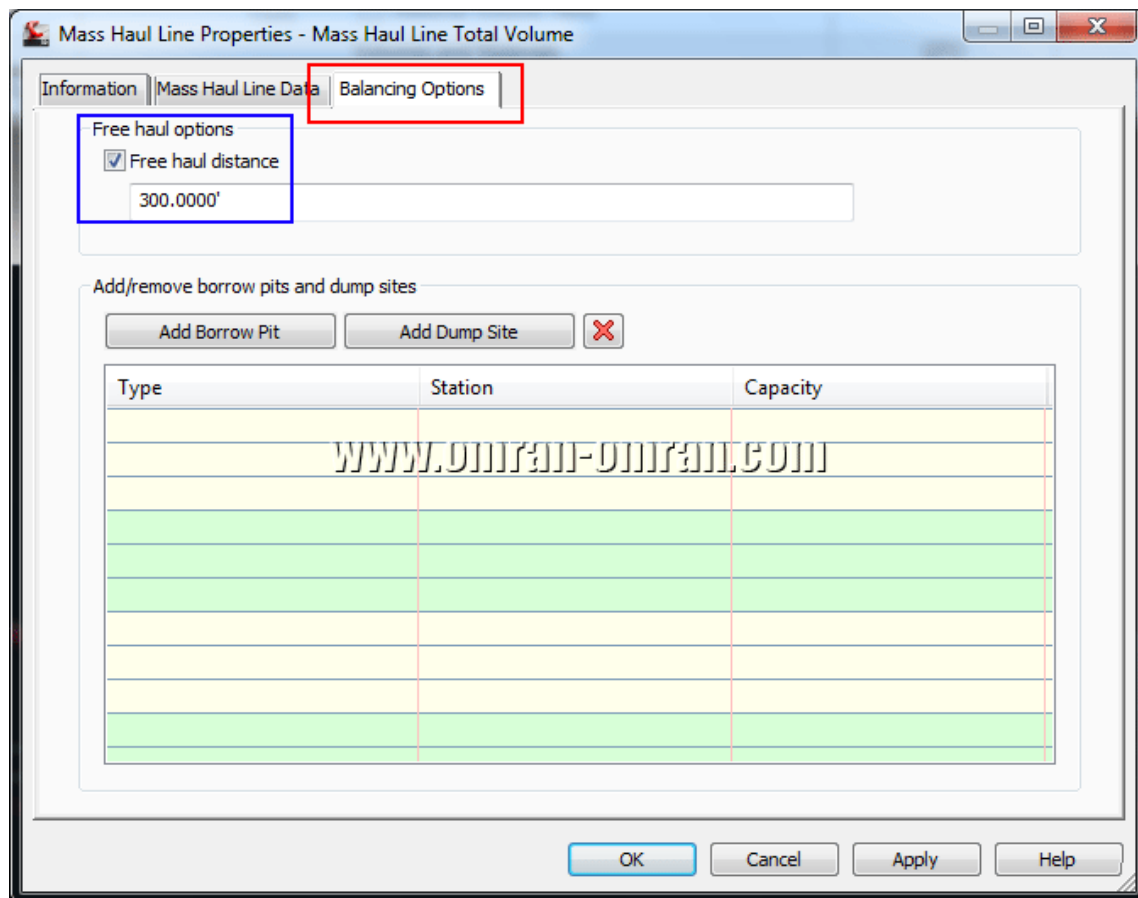 Mass Haul Line Properties - Mass Haul Line Total Volume
Information
Mass Haul Line Data
Balancing Options
Free haul options
Free haul distance
300.0000'
Add/remove borrow pits and dump sites
Add Borrow Pit
Add Dump Site
Type
Station
Capacity
www.omran-omran.com
OK
Cancel
Apply
Help